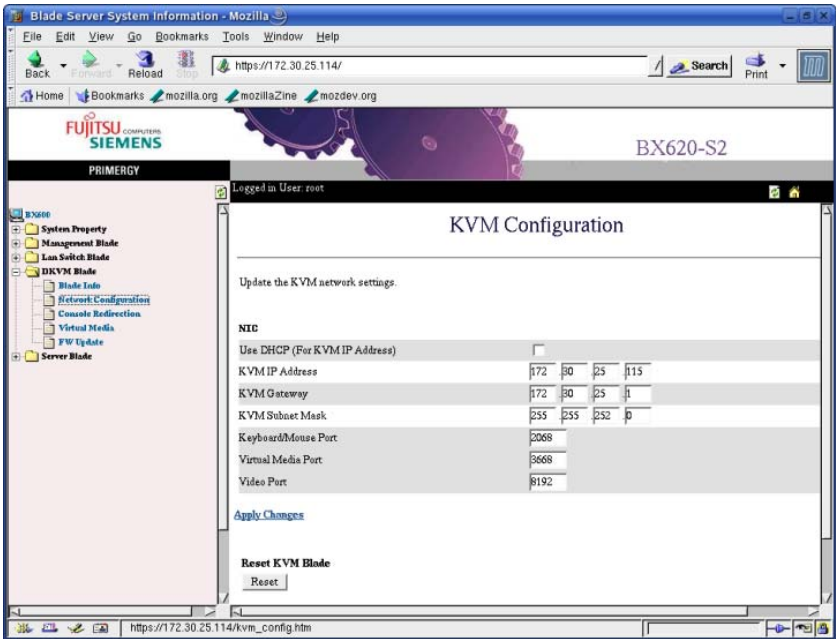 Blade Server System Information - Mozilla
File Edit View Go Bookmarks Tools Window Help
Back Forward Reload Stop https://172.30.25.114/ Search Print
Home Bookmarks mozilla.org mozillaZine mozdev.org
FUJITSU COMPUTERS
SIEMENS
BX620-S2
PRIMERGY
Logged in User: root
BX600
System Property
Management Blade
Lan Switch Blade
DKVM Blade
Blade Info
Network Configuration
Console Redirection
Virtual Media
FW Update
Server Blade
KVM Configuration
Update the KVM network settings.
NIC
Use DHCP (For KVM IP Address)
KVM IP Address 172 .30 .25 .115
KVM Gateway 172 .30 .25 .1
KVM Subnet Mask 255 .255 .252 .0
Keyboard/Mouse Port 2068
Virtual Media Port 3668
Video Port 8192
Apply Changes
Reset KVM Blade
Reset
https://172.30.25.114/kvm_config.htm